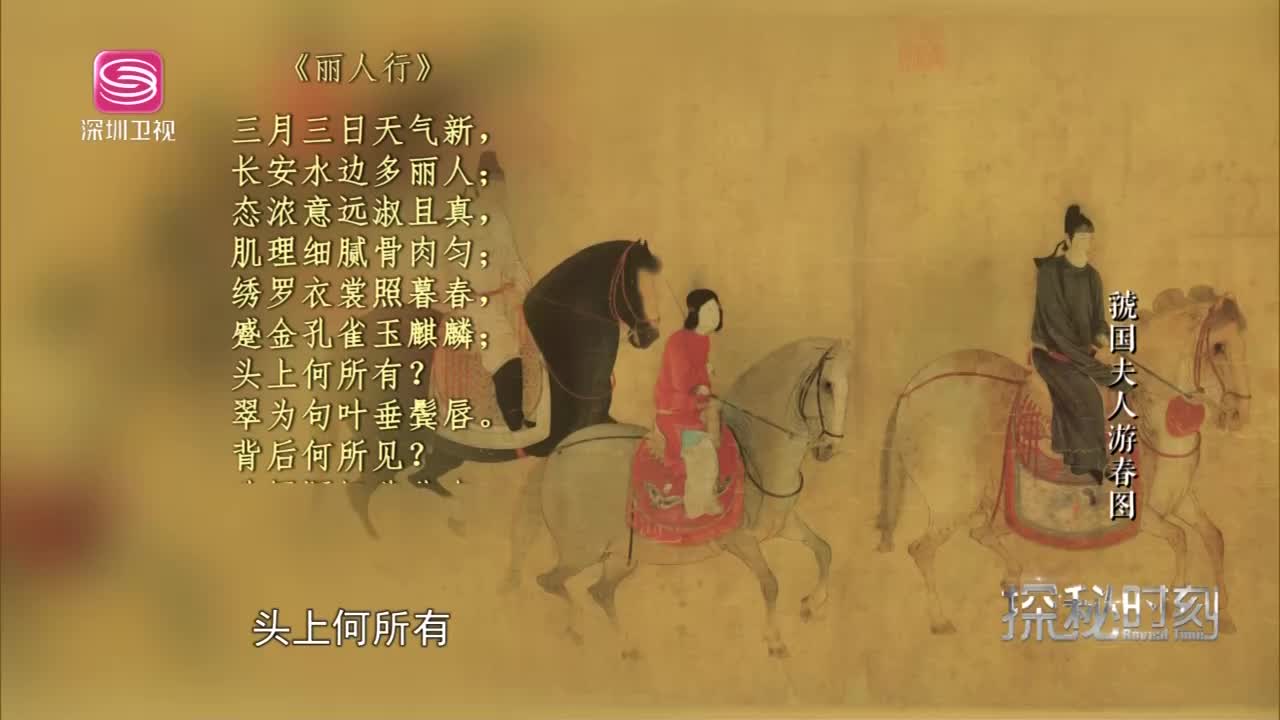 深圳卫视
《丽人行》
三月三日天气新，
长安水边多丽人；
态浓意远淑且真，
肌理细腻骨肉匀；
绣罗衣裳照暮春，
蹙金孔雀玉麒麟；
头上何所有？
翠为句叶垂鬓唇。
背后何所见？
虢国夫人游春图
探秘时刻
Reveal Time
头上何所有